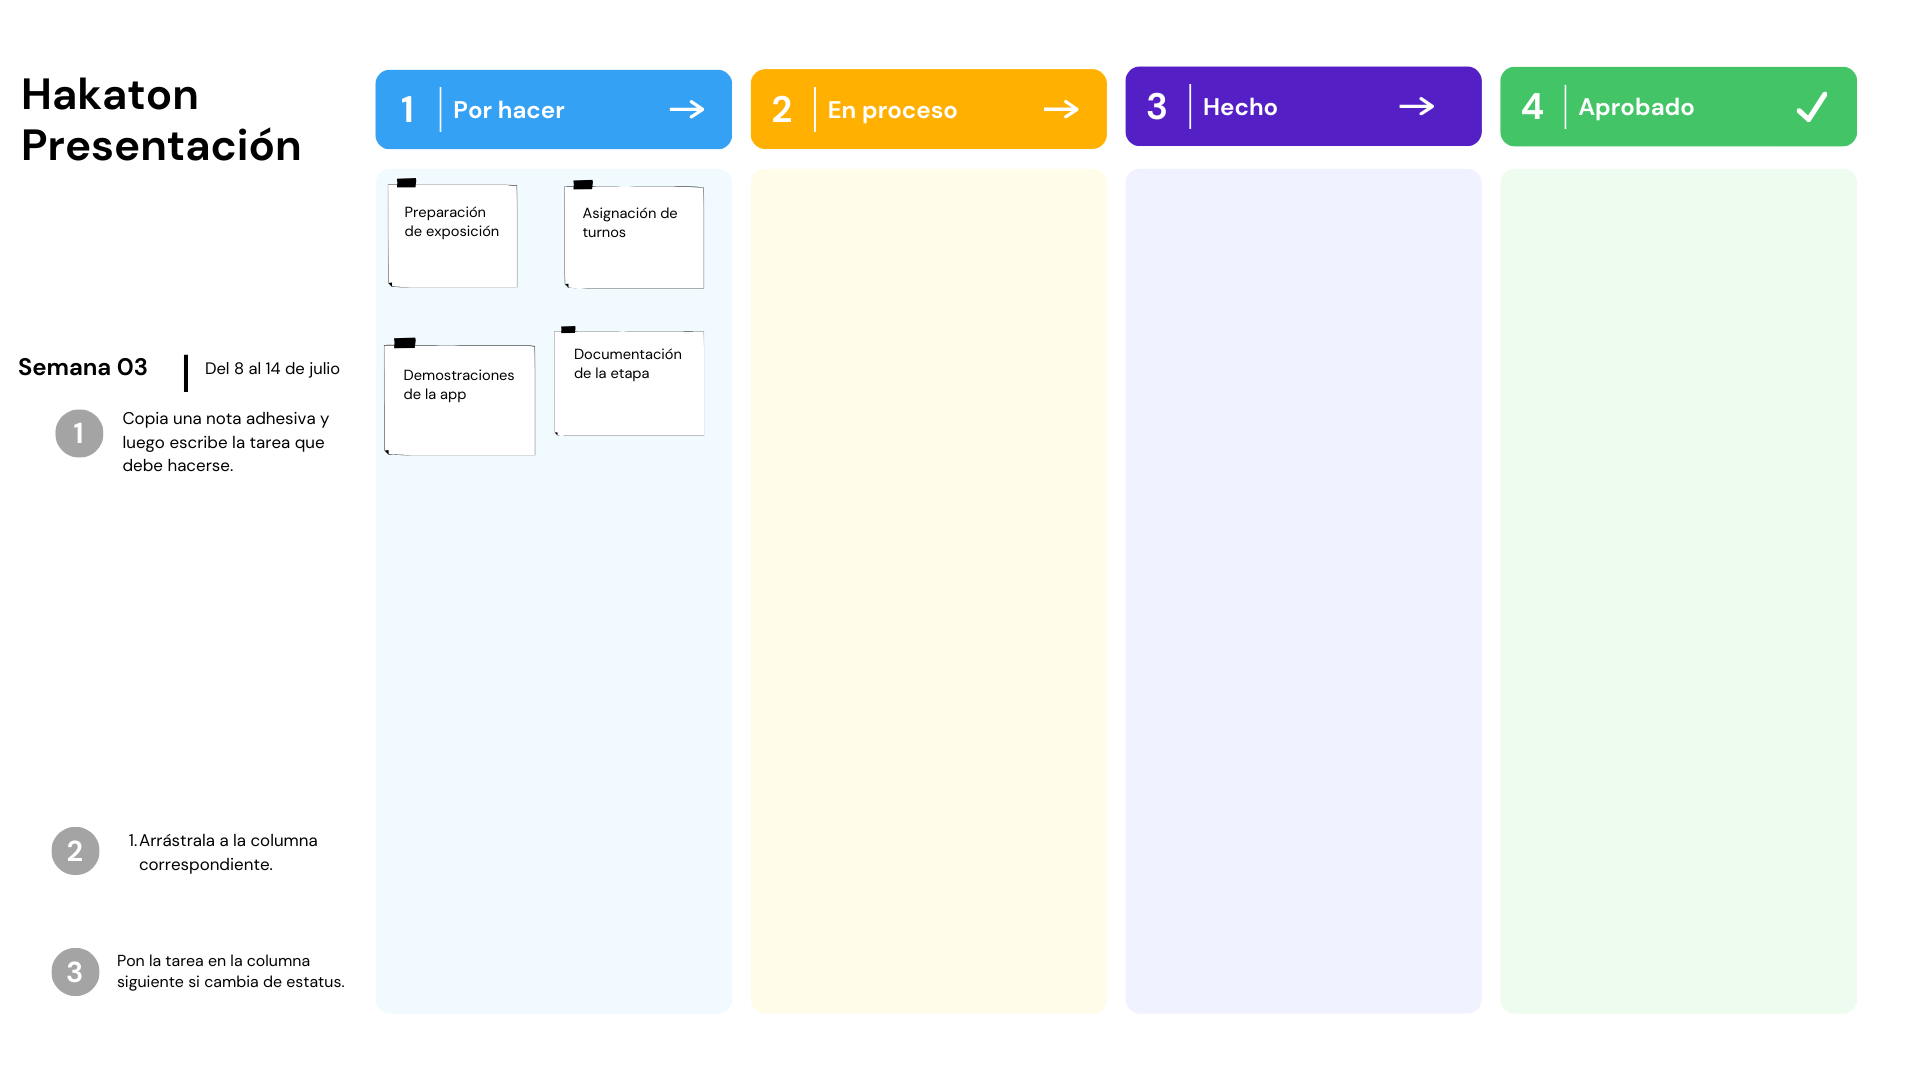 Hakaton
Presentación
1
Por hacer
2
En proceso
3
Hecho
4
Aprobado
Preparación
de exposición
Asignación de
turnos
Demostraciones
de la app
Documentación
de la etapa
Semana 03
Del 8 al 14 de julio
1
Copia una nota adhesiva y
luego escribe la tarea que
debe hacerse.
2
1. Arrástrala a la columna
correspondiente.
3
Pon la tarea en la columna
siguiente si cambia de estatus.